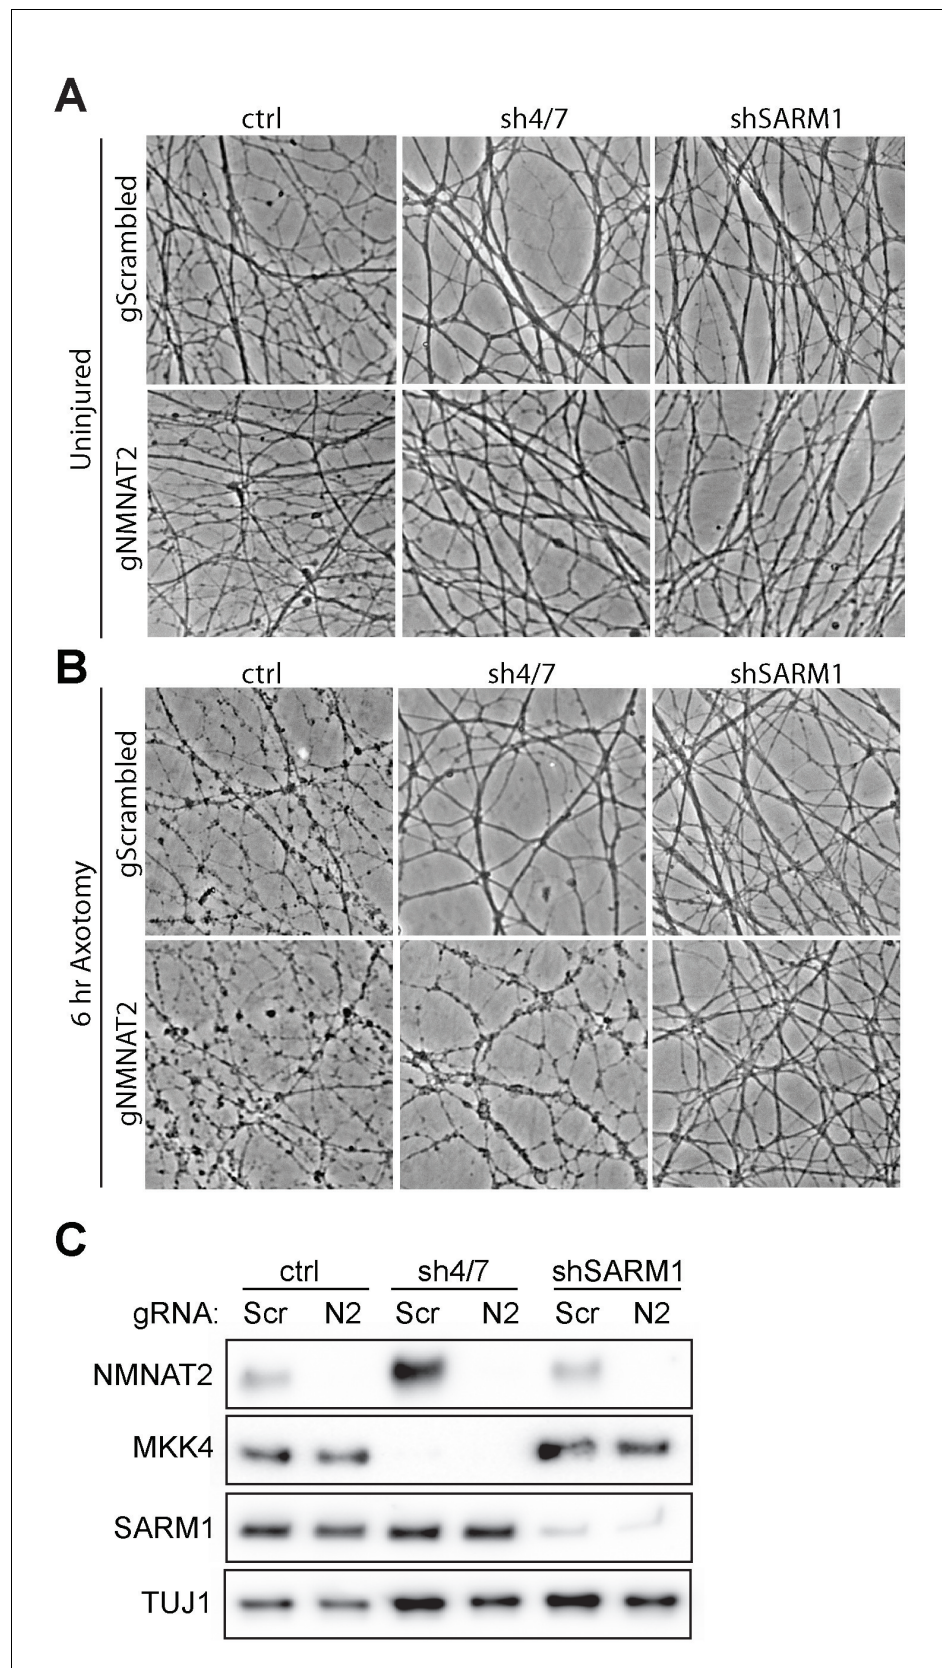 A
ctrl sh4/7 shSARM1
Uninjured
gScrambled
gNMNAT2
B
ctrl sh4/7 shSARM1
6 hr Axotomy
gScrambled
gNMNAT2
C
ctrl sh4/7 shSARM1
gRNA: Scr N2 Scr N2 Scr N2
NMNAT2
MKK4
SARM1
TUJ1